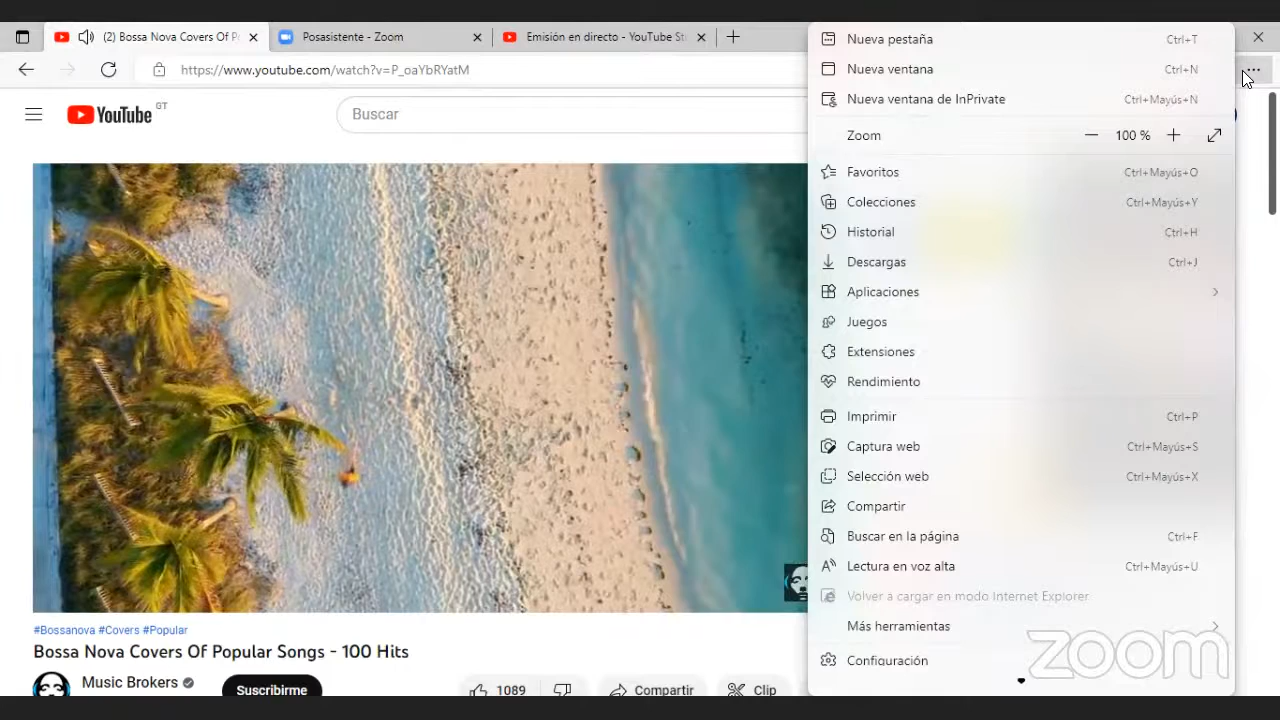 (2) Bossa Nova Covers Of P
Posasistente - Zoom
Emisión en directo - YouTube St
https://www.youtube.com/watch?v=P_oaYbRYatM
YouTube GT
Buscar
#Bossanova #Covers #Popular
Bossa Nova Covers Of Popular Songs - 100 Hits
Music Brokers
Suscribirme
1089
Compartir
Clip
Nueva pestaña Ctrl+T
Nueva ventana Ctrl+N
Nueva ventana de InPrivate Ctrl+Mayús+N
Zoom 100 %
Favoritos Ctrl+Mayús+O
Colecciones Ctrl+Mayús+Y
Historial Ctrl+H
Descargas Ctrl+J
Aplicaciones
Juegos
Extensiones
Rendimiento
Imprimir Ctrl+P
Captura web Ctrl+Mayús+S
Selección web Ctrl+Mayús+X
Compartir
Buscar en la página Ctrl+F
Lectura en voz alta Ctrl+Mayús+U
Volver a cargar en modo Internet Explorer
Más herramientas
Configuración
zoom